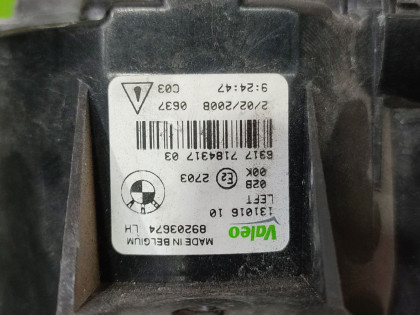 Valeo
MADE IN BELGIUM
89203674 LH
131016 10
LEFT
02B
00K
E2 2703
6317 7184317 03
2/02/2008 0637
9:24:47 C03